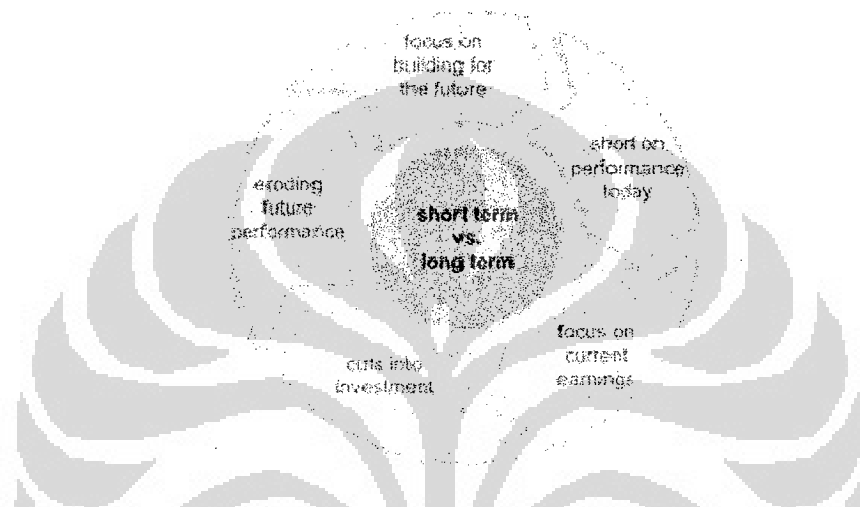 focus on
building for
the future
short on
performance
today
eroding
future
performance
short term
vs.
long term
focus on
current
earnings
cuts into
investment